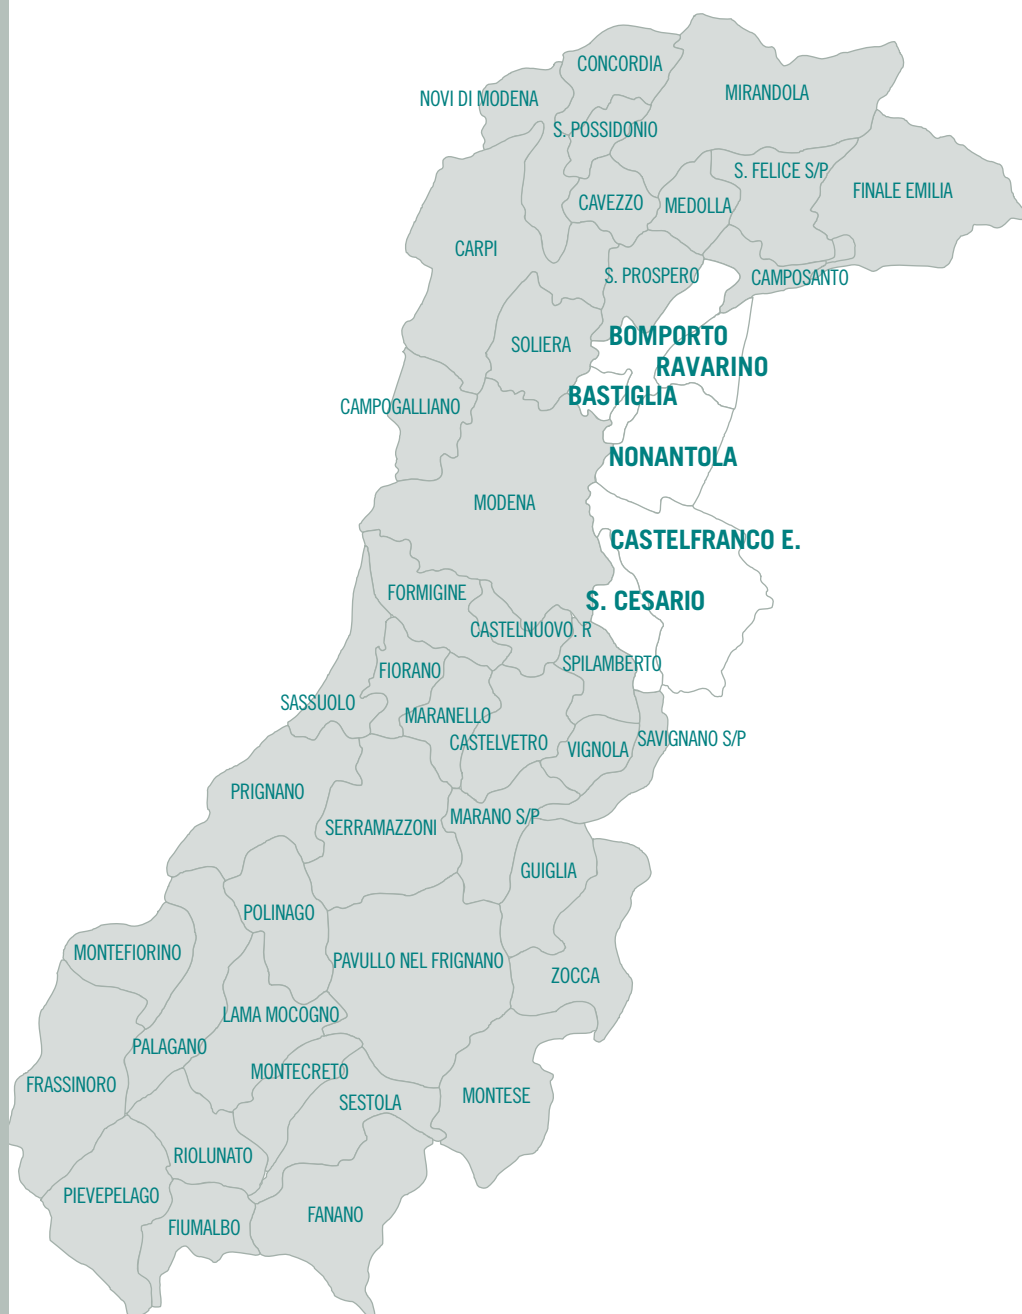 CONCORDIA
MIRANDOLA
NOVI DI MODENA
S. POSSIDONIO
S. FELICE S/P
FINALE EMILIA
CAVEZZO
MEDOLLA
CARPI
S. PROSPERO
CAMPOSANTO
BOMPORTO
SOLIERA
RAVARINO
BASTIGLIA
CAMPOGALLIANO
NONANTOLA
MODENA
CASTELFRANCO E.
FORMIGINE
S. CESARIO
CASTELNUOVO. R
SPILAMBERTO
FIORANO
SASSUOLO
MARANELLO
SAVIGNANO S/P
CASTELVETRO
VIGNOLA
PRIGNANO
MARANO S/P
SERRAMAZZONI
GUIGLIA
POLINAGO
MONTEFIORINO
PAVULLO NEL FRIGNANO
ZOCCA
LAMA MOCOGNO
PALAGANO
MONTECRETO
FRASSINORO
MONTESE
SESTOLA
RIOLUNATO
PIEVEPELAGO
FANANO
FIUMALBO